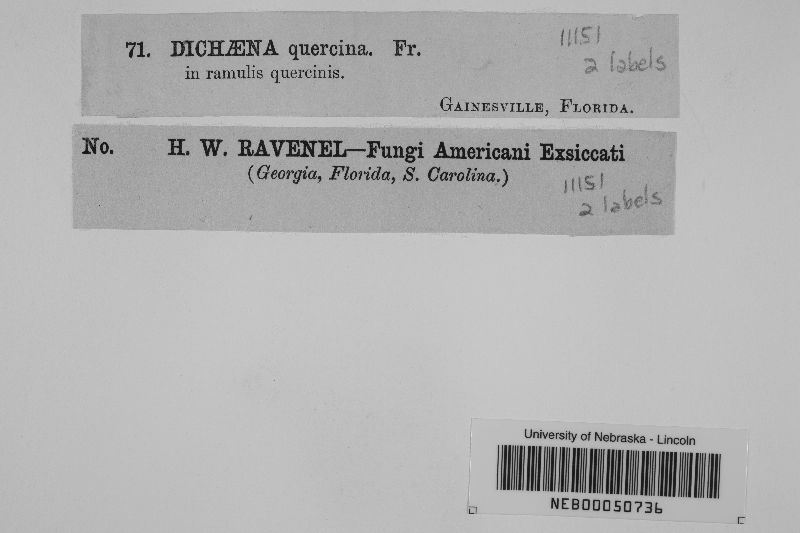 71. DICHÆNA quercina. Fr.
in ramulis quercinis.
GAINESVILLE, FLORIDA.
11151
2 labels
No. H. W. RAVENEL—Fungi Americani Exsiccati
(Georgia, Florida, S. Carolina.)
11151
2 labels
University of Nebraska - Lincoln
NEB00050736